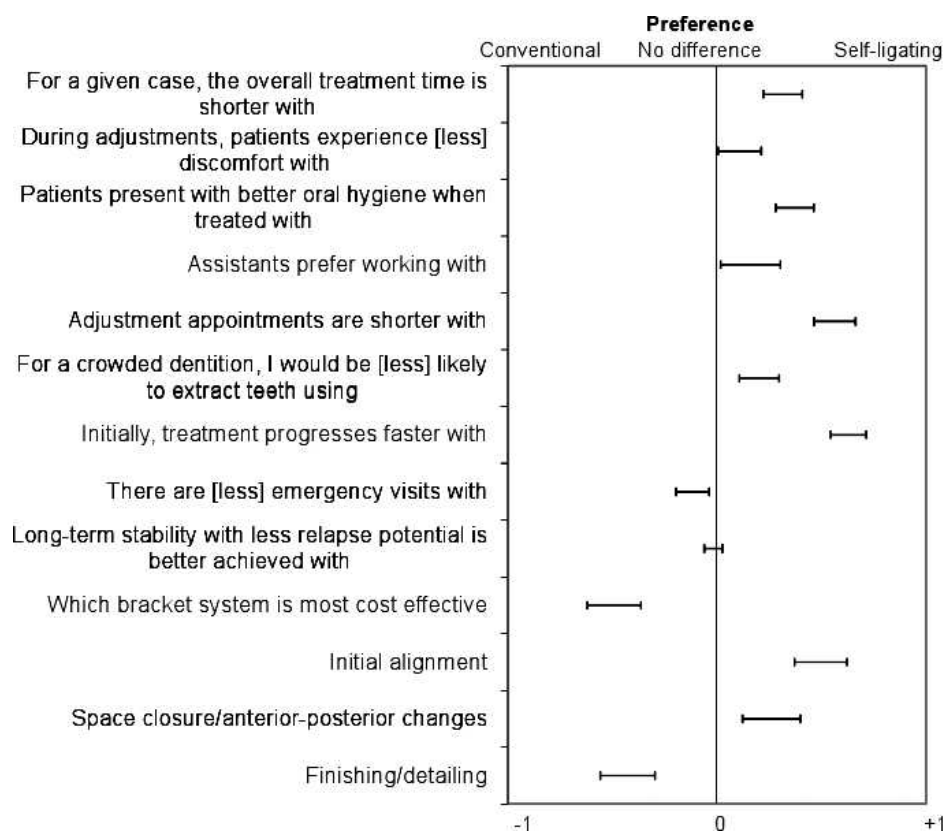 Preference
Conventional No difference Self-ligating
For a given case, the overall treatment time is
shorter with
During adjustments, patients experience [less]
discomfort with
Patients present with better oral hygiene when
treated with
Assistants prefer working with
Adjustment appointments are shorter with
For a crowded dentition, I would be [less] likely
to extract teeth using
Initially, treatment progresses faster with
There are [less] emergency visits with
Long-term stability with less relapse potential is
better achieved with
Which bracket system is most cost effective
Initial alignment
Space closure/anterior-posterior changes
Finishing/detailing
-1 0 +1